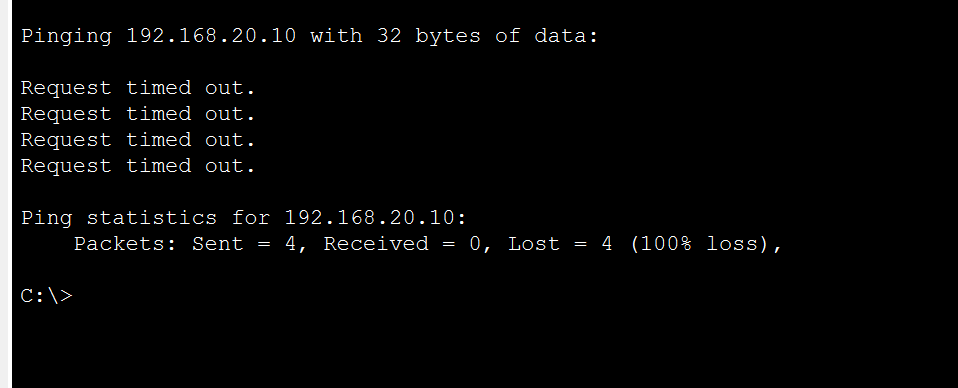 Pinging 192.168.20.10 with 32 bytes of data:
Request timed out.
Request timed out.
Request timed out.
Request timed out.
Ping statistics for 192.168.20.10:
Packets: Sent = 4, Received = 0, Lost = 4 (100% loss),
C:\>